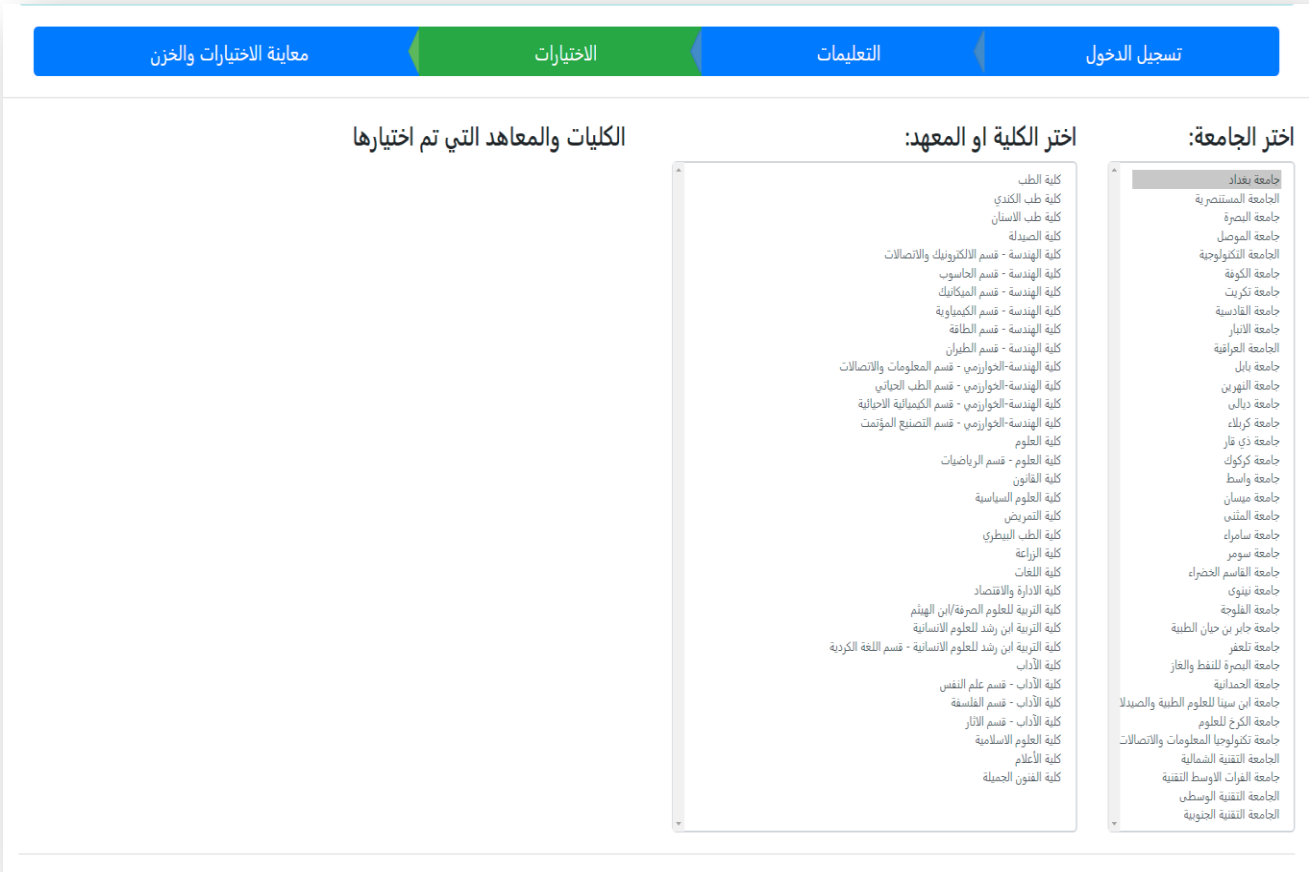 تسجيل الدخول
التعليمات
الاختيارات
معاينة الاختيارات والخزن
اختر الجامعة:
جامعة بغداد
الجامعة المستنصرية
جامعة البصرة
جامعة الموصل
الجامعة التكنولوجية
جامعة الكوفة
جامعة تكريت
جامعة القادسية
جامعة الانبار
الجامعة العراقية
جامعة بابل
جامعة النهرين
جامعة ديالى
جامعة كربلاء
جامعة ذي قار
جامعة كركوك
جامعة واسط
جامعة ميسان
جامعة المثنى
جامعة سامراء
جامعة سومر
جامعة القاسم الخضراء
جامعة نينوى
جامعة الفلوجة
جامعة جابر بن حيان الطبية
جامعة تلعفر
جامعة البصرة للنفط والغاز
جامعة الحمدانية
جامعة ابن سينا للعلوم الطبية والصيدلا
جامعة الكرخ للعلوم
جامعة تكنولوجيا المعلومات والاتصالات
الجامعة التقنية الشمالية
جامعة الفرات الاوسط التقنية
الجامعة التقنية الوسطى
الجامعة التقنية الجنوبية
اختر الكلية او المعهد:
كلية الطب
كلية طب الكندي
كلية طب الاسنان
كلية الصيدلة
كلية الهندسة - قسم الالكترونيك والاتصالات
كلية الهندسة - قسم الحاسوب
كلية الهندسة - قسم الميكانيك
كلية الهندسة - قسم الكيمياوية
كلية الهندسة - قسم الطاقة
كلية الهندسة - قسم الطيران
كلية الهندسة-الخوارزمي - قسم المعلومات والاتصالات
كلية الهندسة-الخوارزمي - قسم الطب الحياتي
كلية الهندسة-الخوارزمي - قسم الكيميائية الاحيائية
كلية الهندسة-الخوارزمي - قسم التصنيع المؤتمت
كلية العلوم
كلية العلوم - قسم الرياضيات
كلية القانون
كلية العلوم السياسية
كلية التمريض
كلية الطب البيطري
كلية الزراعة
كلية اللغات
كلية الادارة والاقتصاد
كلية التربية للعلوم الصرفة/ابن الهيثم
كلية التربية ابن رشد للعلوم الانسانية
كلية التربية ابن رشد للعلوم الانسانية - قسم اللغة الكردية
كلية الآداب
كلية الآداب - قسم علم النفس
كلية الآداب - قسم الفلسفة
كلية الآداب - قسم الاثار
كلية العلوم الاسلامية
كلية الأعلام
كلية الفنون الجميلة
الكليات والمعاهد التي تم اختيارها